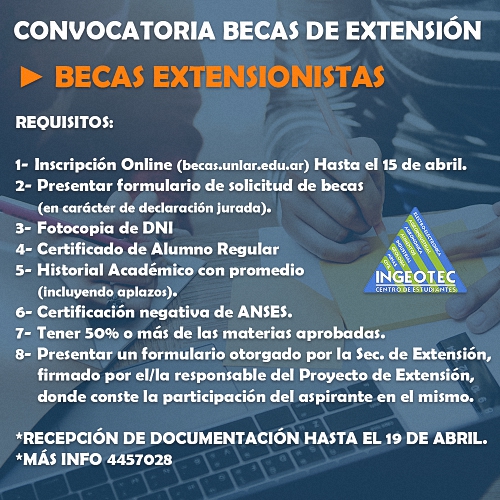 CONVOCATORIA BECAS DE EXTENSIÓN
► BECAS EXTENSIONISTAS
REQUISITOS:
1- Inscripción Online (becas.unlar.edu.ar) Hasta el 15 de abril.
2- Presentar formulario de solicitud de becas
(en carácter de declaración jurada).
3- Fotocopia de DNI
4- Certificado de Alumno Regular
5- Historial Académico con promedio
(incluyendo aplazos).
6- Certificación negativa de ANSES.
7- Tener 50% o más de las materias aprobadas.
8- Presentar un formulario otorgado por la Sec. de Extensión,
firmado por el/la responsable del Proyecto de Extensión,
donde conste la participación del aspirante en el mismo.
INGEOTEC
CENTRO DE ESTUDIANTES
*RECEPCIÓN DE DOCUMENTACIÓN HASTA EL 19 DE ABRIL.
*MÁS INFO 4457028